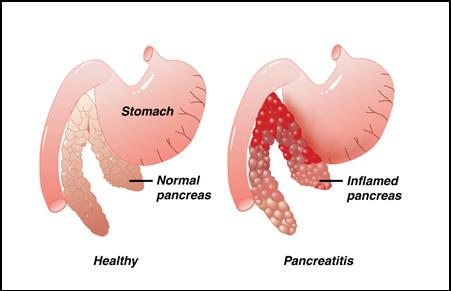 Stomach
Normal
pancreas
Inflamed
pancreas
Healthy
Pancreatitis